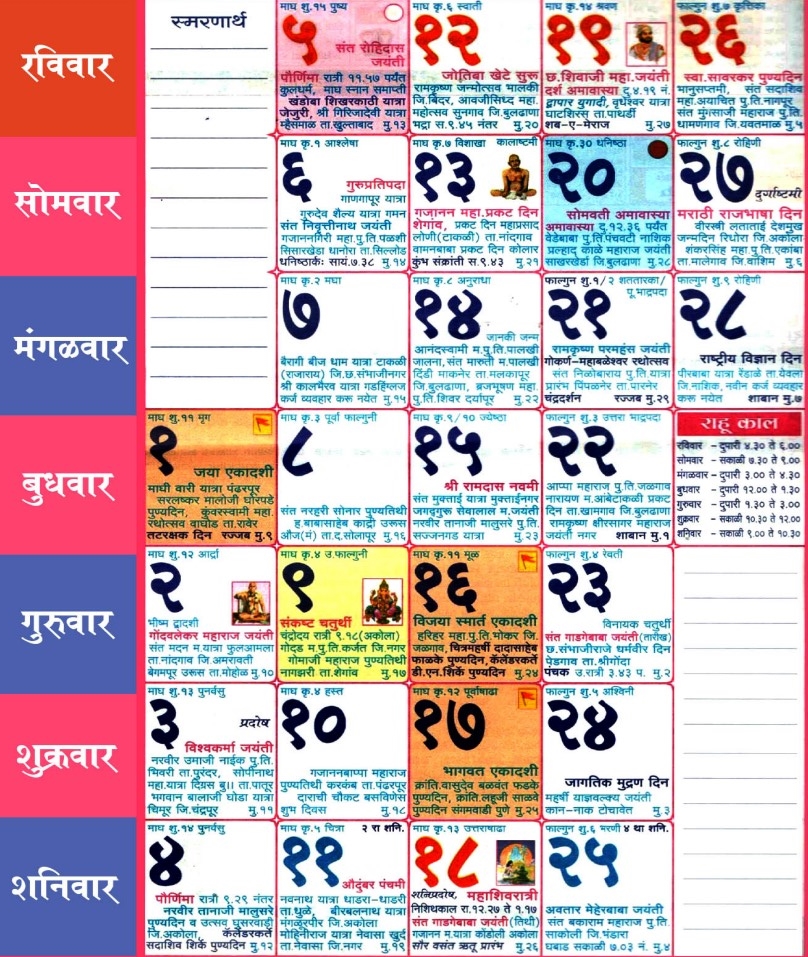 रविवार
स्मरणार्थ
माघ शु.१५ पुष्य
५
संत रोहिदास
जयंती
पौर्णिमा रात्री ११.५७ पर्यंत
कुलधर्म, माघ स्नान समाप्ती
खंडोबा शिखरकाठी यात्रा
जेजुरी, श्री गिरिजादेवी यात्रा
म्हैसमाळ ता.खुल्ताबाद मु.१३
माघ कृ.६ स्वाती
१२
जोतिबा खेटे सुरू
रामकृष्ण जन्मोत्सव भालकी
जि.बिदर, आवजीसिध्द महा.
महोत्सव सुनगाव जि.बुलढाणा
भद्रा स.९.४५ नंतर मु.२०
माघ कृ.१४ श्रवण
१९
छ.शिवाजी महा.जयंती
दर्श अमावास्या दु.४.१९ नं.
द्वापार युगादी, वृधेश्वर यात्रा
घाटशिरस ता.पाथर्डी
शब-ए-मेराज मु.२७
फाल्गुन शु.७ कृत्तिका
२६
स्वा.सावरकर पुण्यदिन
भानुसप्तमी, संत सदाशिव
महा.अयाचित पु.ति.नागपूर
संत मुंगसाजी महाराज पु.ति.
धामणगाव जि.यवतमाळ मु.५
सोमवार
माघ कृ.१ आश्लेषा
६
गुरुप्रतिपदा
गाणगापूर यात्रा
गुरुदेव शैल्य यात्रा गमन
संत निवृत्तीनाथ जयंती
गजाननगिरी महा.पु.ति.पळशी
सिसारखेडा धानोरा ता.सिल्लोड
धनिष्ठार्क: सायं.७.३८ मु.१४
माघ कृ.७ विशाखा कालाष्टमी
१३
गजानन महा.प्रकट दिन
शेगांव, प्रकट दिन महाप्रसाद
लोणी(टाकळी) ता.नांदगाव
वामनबाबा प्रकट दिन कोलार
कुंभ संक्रांती स.९.४३ मु.२१
माघ कृ.३० धनिष्ठा
२०
सोमवती अमावास्या
अमावास्या दु.१२.३६ पर्यंत
वेडेबाबा पु.ति.पंचवटी नाशिक
प्रल्हाद काळे महाराज जयंती
साखरखेर्डा जि.बुलढाणा मु.२८
फाल्गुन शु.८ रोहिणी
२७
दुर्गाष्टमी
मराठी राजभाषा दिन
वीरस्त्री लताताई देशमुख
जन्मदिन रिधोरा जि.अकोला
शंकरसिंह महा पु.ति.एकांबा
ता.मालेगाव जि.वाशिम मु.६
मंगळवार
माघ कृ.२ मघा
७
बैरागी बीज धाम यात्रा टाकळी
(राजाराय) जि.छ.संभाजीनगर
श्री कालभैरव यात्रा गडहिंग्लज
कर्ज व्यवहार करू नयेत मु.१५
माघ कृ.८ अनुराधा
१४
जानकी जन्म
आनंदस्वामी म.पु.ति.पालखी
जालना, संत मारुती म.पालखी
दिंडी माकनेर ता.मलकापूर
जि.बुलढाणा, ब्रजभूषण महा.
पु.ति.शिवर दर्यापूर मु.२२
फाल्गुन शु.१/२ शततारका/
पू.भाद्रपदा
२१
रामकृष्ण परमहंस जयंती
गोकर्ण-महाबळेश्वर रथोत्सव
संत निळोबाराय पु.ति.यात्रा
प्रारंभ पिंपळनेर ता.पारनेर
चंद्रदर्शन रज्जब मु.२९
फाल्गुन शु.९ रोहिणी
२८
राष्ट्रीय विज्ञान दिन
पीरबाबा यात्रा रेंडाळे ता.येवला
जि.नाशिक, नवीन कर्ज व्यवहार
करू नयेत शाबान मु.७
बुधवार
माघ शु.११ मृग
१
जया एकादशी
माघी वारी यात्रा पंढरपूर
सरलष्कर मालोजी घोरपडे
पुण्यदिन, कुंवरस्वामी महा.
रथोत्सव वाघोड ता.रावेर
तटरक्षक दिन रज्जब मु.९
माघ कृ.३ पूर्वा फाल्गुनी
८
संत नरहरी सोनार पुण्यतिथी
ह.बाबासाहेब काद्री उरूस
औज(मं) ता.द.सोलापूर मु.१६
माघ कृ.९/१० ज्येष्ठा
१५
श्री रामदास नवमी
संत मुक्ताई यात्रा मुक्ताईनगर
जगद्गुरू सेवालाल म.जयंती
नरवीर तानाजी मालुसरे पु.ति.
सज्जनगड यात्रा मु.२३
फाल्गुन शु.३ उत्तरा भाद्रपदा
२२
आप्पा महाराज पु.ति.जळगाव
नारायण म.आंबेटाकळी प्रकट
दिन ता.खामगाव जि.बुलढाणा
रामकृष्ण क्षीरसागर महाराज
जयंती नगर शाबान मु.१
राहू काल
रविवार - दुपारी ४.३० ते ६.००
सोमवार - सकाळी ७.३० ते ९.००
मंगळवार - दुपारी ३.०० ते ४.३०
बुधवार - दुपारी १२.०० ते १.३०
गुरुवार - दुपारी १.३० ते ३.००
शुक्रवार - सकाळी १०.३० ते १२.००
शनिवार - सकाळी ९.०० ते १०.३०
गुरुवार
माघ शु.१२ आर्द्रा
२
भीष्म द्वादशी
गोंदवलेकर महाराज जयंती
संत मदन म.यात्रा फुलआमला
ता.नांदगाव जि.अमरावती
बेगमपूर उरूस ता.मोहोळ मु.१०
माघ कृ.४ उ.फाल्गुनी
९
संकष्ट चतुर्थी
चंद्रोदय रात्री ९.१८(अकोला)
गोदड म.पु.ति.कर्जत जि.नगर
गोमाजी महाराज पुण्यतिथी
नागझरी ता.शेगांव मु.१७
माघ कृ.११ मूळ
१६
विजया स्मार्त एकादशी
हरिहर महा.पु.ति.भोकर जि.
जळगाव, चित्रमहर्षी दादासाहेब
फाळके पुण्यदिन, कॅलेंडरकर्ते
डी.एन.शिर्के पुण्यदिन मु.२४
फाल्गुन शु.४ रेवती
२३
विनायक चतुर्थी
संत गाडगेबाबा जयंती(तारीख)
छ.संभाजीराजे धर्मवीर दिन
पेडगाव ता.श्रीगोंदा
पंचक उ.रात्री ३.४३ प. मु.२
शुक्रवार
माघ शु.१३ पुनर्वसु
३
प्रदोष
विश्वकर्मा जयंती
नरवीर उमाजी नाईक पु.ति.
भिवरी ता.पुरंदर, सोपीनाथ
महा.यात्रा दिग्रस बु॥ ता.पातूर
भगवान बालाजी घोडा यात्रा
चिमूर जि.चंद्रपूर मु.११
माघ कृ.४ हस्त
१०
गजाननबाप्पा महाराज
पुण्यतिथी करकंब ता.पंढरपूर
दाराची चौकट बसविणेस
शुभ दिवस मु.१८
माघ कृ.१२ पूर्वाषाढा
१७
भागवत एकादशी
क्रांति.वासुदेव बळवंत फडके
पुण्यदिन, क्रांति.लहूजी साळवे
पुण्यदिन संगमवाडी पुणे मु.२५
फाल्गुन शु.५ अश्विनी
२४
जागतिक मुद्रण दिन
महर्षी याज्ञवल्क्य जयंती
कान-नाक टोचावेत मु.३
शनिवार
माघ शु.१४ पुनर्वसु
४
पौर्णिमा रात्री ९.२९ नंतर
नरवीर तानाजी मालुसरे
पुण्यदिन व उत्सव घुसरवाडी
जि.अकोला, कॅलेंडरकर्ते
सदाशिव शिर्के पुण्यदिन मु.१२
माघ कृ.५ चित्रा २ रा शनि.
११
औदुंबर पंचमी
नवनाथ यात्रा धाडरा-धाडरी
ता.धुळे, बीरबलनाथ यात्रा
मंगळूरपीर जि.अकोला
मोहिनीराज यात्रा नेवासा खुर्द
ता.नेवासा जि.नगर मु.१९
माघ कृ.१३ उत्तराषाढा
१८
शनिप्रदोष, महाशिवरात्री
निशिथकाल रा.१२.२७ ते १.१७
संत गाडगेबाबा जयंती(तिथी)
गजानन म.यात्रा कोंडोली अकोला
सौर वसंत ऋतू प्रारंभ मु.२६
फाल्गुन शु.६ भरणी ४ था शनि.
२५
अवतार मेहेरबाबा जयंती
संत बकाराम महाराज पु.ति.
साकोली जि.भंडारा
घबाड सकाळी ७.०३ नं. मु.४